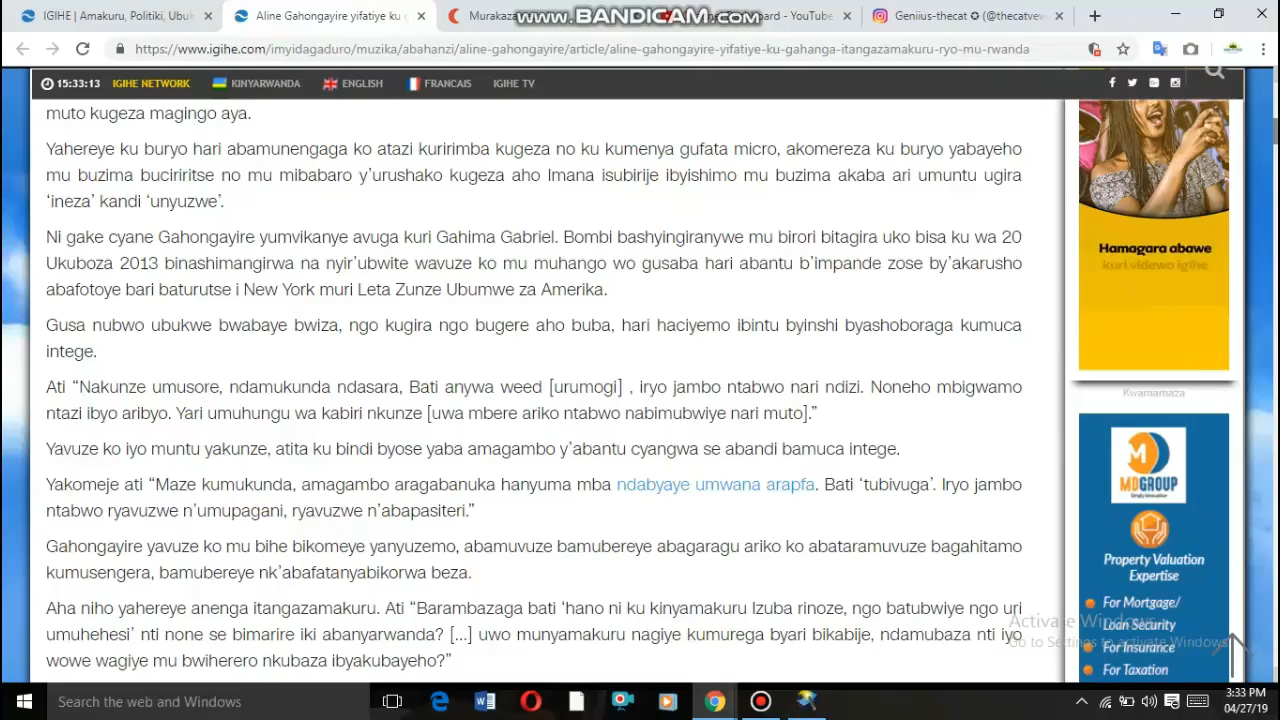 IGIHE | Amakuru, Politiki, Ubuk
Aline Gahongayire yifatiye ku g
Murakaza
www.BANDICAM.com
board - YouTube
Geniius-thecat ✪ (@thecatvev
https://www.igihe.com/imyidagaduro/muzika/abahanzi/aline-gahongayire/article/aline-gahongayire-yifatiye-ku-gahanga-itangazamakuru-ryo-mu-rwanda
15:33:13 IGIHE NETWORK KINYARWANDA ENGLISH FRANCAIS IGIHE TV
muto kugeza magingo aya.
Yahereye ku buryo hari abamunengaga ko atazi kuririmba kugeza no ku kumenya gufata micro, akomereza ku buryo yabayeho
mu buzima buciriritse no mu mibabaro y’urushako kugeza aho Imana isubirije ibyishimo mu buzima akaba ari umuntu ugira
‘ineza’ kandi ‘unyuzwe’.
Ni gake cyane Gahongayire yumvikanye avuga kuri Gahima Gabriel. Bombi bashyingiranywe mu birori bitagira uko bisa ku wa 20
Ukuboza 2013 binashimangirwa na nyir’ubwite wavuze ko mu muhango wo gusaba hari abantu b’impande zose by’akarusho
abafotoye bari baturutse i New York muri Leta Zunze Ubumwe za Amerika.
Gusa nubwo ubukwe bwabaye bwiza, ngo kugira ngo bugere aho buba, hari haciyemo ibintu byinshi byashoboraga kumuca
intege.
Ati “Nakunze umusore, ndamukunda ndasara, Bati anywa weed [urumogi] , iryo jambo ntabwo nari ndizi. Noneho mbigwamo
ntazi ibyo aribyo. Yari umuhungu wa kabiri nkunze [uwa mbere ariko ntabwo nabimubwiye nari muto].”
Yavuze ko iyo muntu yakunze, atita ku bindi byose yaba amagambo y’abantu cyangwa se abandi bamuca intege.
Yakomeje ati “Maze kumukunda, amagambo aragabanuka hanyuma mba ndabyaye umwana arapfa. Bati ‘tubivuga’. Iryo jambo
ntabwo ryavuzwe n’umupagani, ryavuzwe n’abapasiteri.”
Gahongayire yavuze ko mu bihe bikomeye yanyuzemo, abamuvuze bamubereye abagaragu ariko ko abataramuvuze bagahitamo
kumusengera, bamubereye nk’abafatanyabikorwa beza.
Aha niho yahereye anenga itangazamakuru. Ati “Barambazaga bati ‘hano ni ku kinyamakuru Izuba rinoze, ngo batubwiye ngo uri
umuhehesi’ nti none se bimarire iki abanyarwanda? [...] uwo munyamakuru nagiye kumurega byari bikabije, ndamubaza nti iyo
wowe wagiye mu bwiherero nkubaza ibyakubayeho?”
Hamagara abawe
kuri sidewo igihe
Kwamamaza
MDGROUP
Simply Innovative
Property Valuation
Expertise
For Mortgage/
Loan Security
For Insurance
For Taxation
Activate Windows
Go to Settings to activate Windows.
Search the web and Windows
3:33 PM
04/27/19